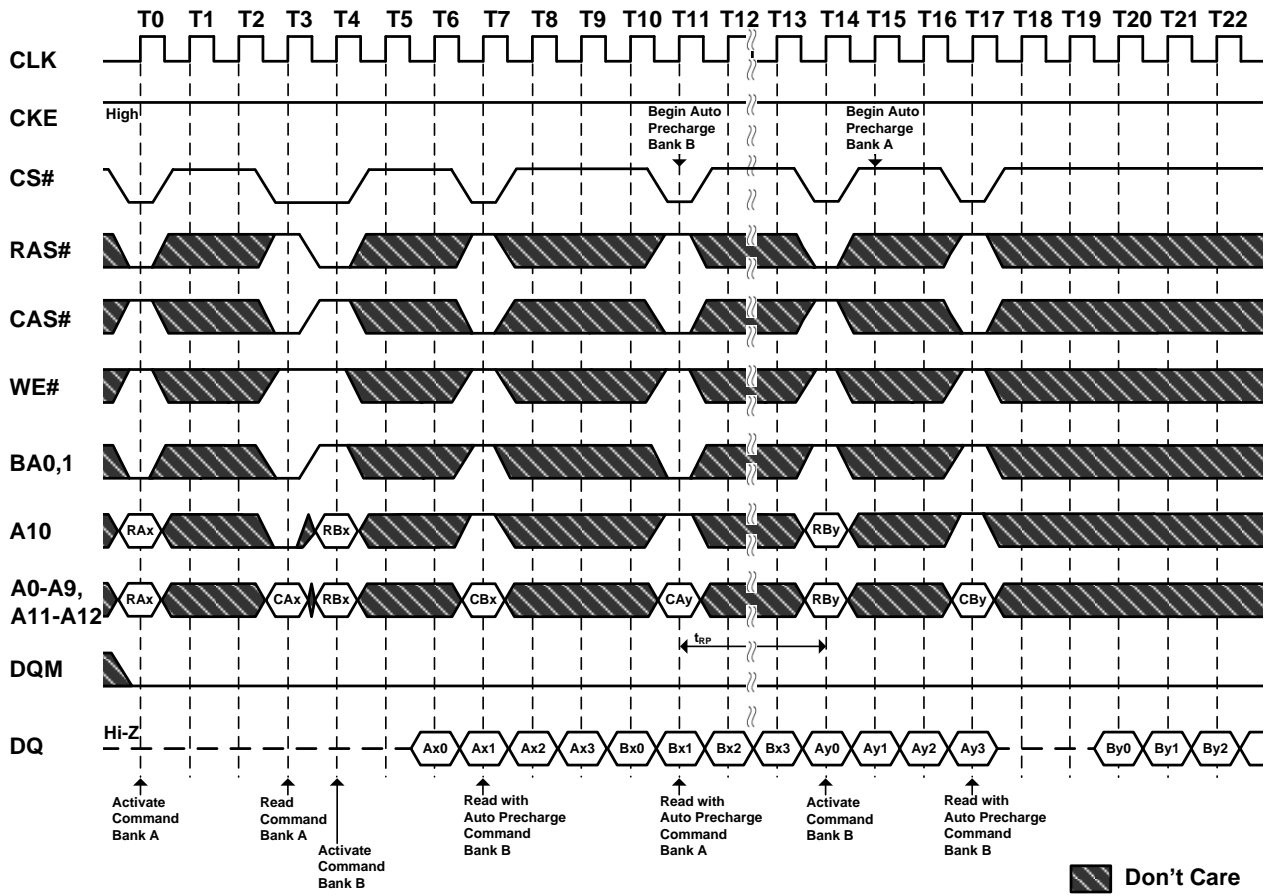 T0 T1 T2 T3 T4 T5 T6 T7 T8 T9 T10 T11 T12 T13 T14 T15 T16 T17 T18 T19 T20 T21 T22
CLK
CKE
High
Begin Auto
Precharge
Bank B
Begin Auto
Precharge
Bank A
CS#
RAS#
CAS#
WE#
BA0,1
A10
RAx RBx RBy
A0-A9,
A11-A12
RAx CAx RBx CBx CAy RBy CBy
tRP
DQM
DQ
Hi-Z
Ax0 Ax1 Ax2 Ax3 Bx0 Bx1 Bx2 Bx3 Ay0 Ay1 Ay2 Ay3 By0 By1 By2
Activate
Command
Bank A
Read
Command
Bank A
Activate
Command
Bank B
Read with
Auto Precharge
Command
Bank B
Read with
Auto Precharge
Command
Bank A
Activate
Command
Bank B
Read with
Auto Precharge
Command
Bank B
Don't Care